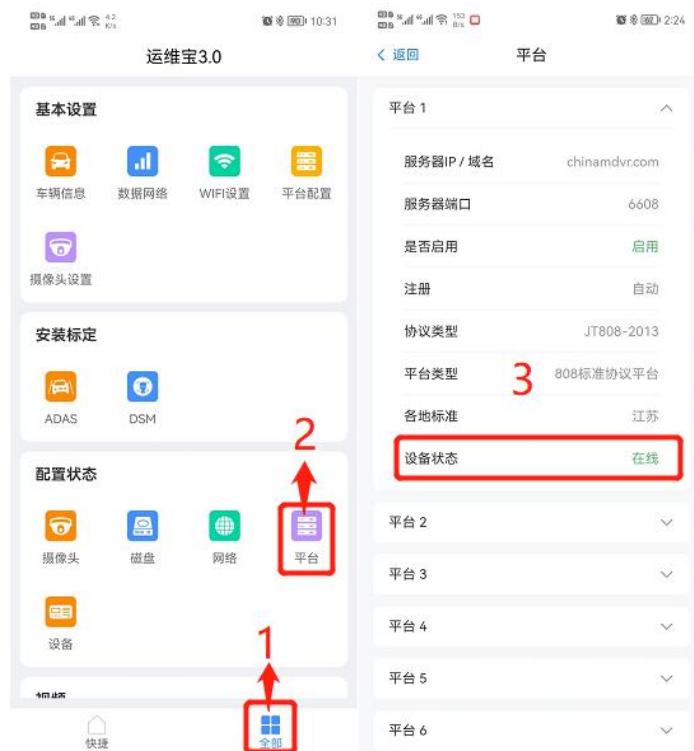 4.2
K/s
90
10:31
运维宝3.0
基本设置
车辆信息
数据网络
WIFI设置
平台配置
摄像头设置
安装标定
ADAS
DSM
2
配置状态
摄像头
磁盘
网络
平台
设备
1
快捷
全部
153
B/s
2:24
返回
平台
平台 1
服务器IP / 域名 chinamdvr.com
服务器端口 6608
是否启用 启用
注册 自动
协议类型 JT808-2013
平台类型 808标准协议平台
3
各地标准 江苏
设备状态 在线
平台 2
平台 3
平台 4
平台 5
平台 6